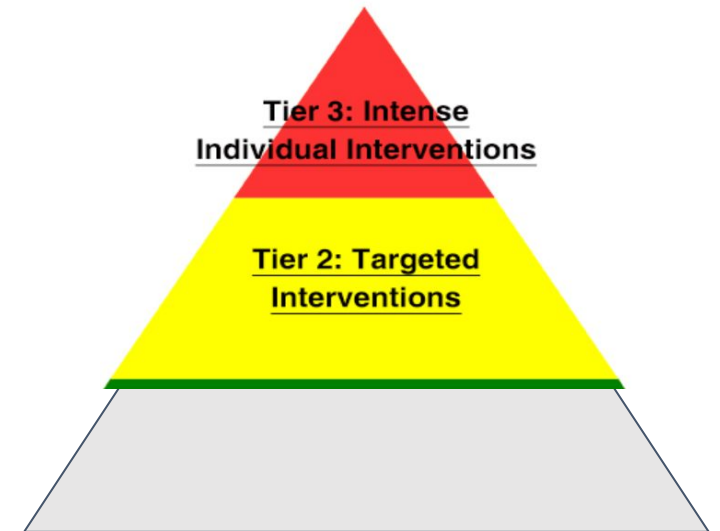 Tier 3: Intense
Individual Interventions
Tier 2: Targeted
Interventions